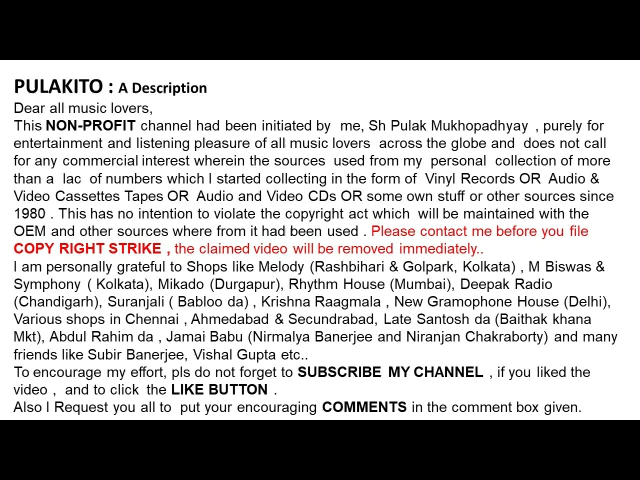 PULAKITO : A Description
Dear all music lovers,
This NON-PROFIT channel had been initiated by me, Sh Pulak Mukhopadhyay , purely for
entertainment and listening pleasure of all music lovers across the globe and does not call
for any commercial interest wherein the sources used from my personal collection of more
than a lac of numbers which I started collecting in the form of Vinyl Records OR Audio &
Video Cassettes Tapes OR Audio and Video CDs OR some own stuff or other sources since
1980 . This has no intention to violate the copyright act which will be maintained with the
OEM and other sources where from it had been used . Please contact me before you file
COPY RIGHT STRIKE , the claimed video will be removed immediately..
I am personally grateful to Shops like Melody (Rashbihari & Golpark, Kolkata) , M Biswas &
Symphony ( Kolkata), Mikado (Durgapur), Rhythm House (Mumbai), Deepak Radio
(Chandigarh), Suranjali ( Babloo da) , Krishna Raagmala , New Gramophone House (Delhi),
Various shops in Chennai , Ahmedabad & Secundrabad, Late Santosh da (Baithak khana
Mkt), Abdul Rahim da , Jamai Babu (Nirmalya Banerjee and Niranjan Chakraborty) and many
friends like Subir Banerjee, Vishal Gupta etc..
To encourage my effort, pls do not forget to SUBSCRIBE MY CHANNEL , if you liked the
video , and to click the LIKE BUTTON .
Also I Request you all to put your encouraging COMMENTS in the comment box given.